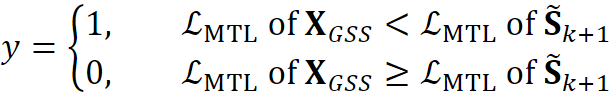 y = { 1, ℒ_MTL of 𝐗_GSS < ℒ_MTL of 𝐒̃_{k+1}
0, ℒ_MTL of 𝐗_GSS ≥ ℒ_MTL of 𝐒̃_{k+1}